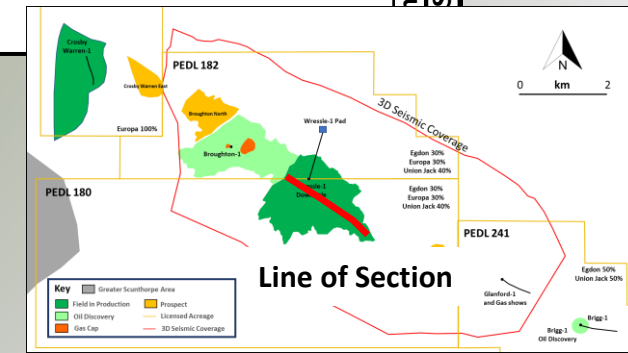 Crosby
Warren-1
PEDL 182
N
0 km 2
Crosby Warren East
Broughton North
3D Seismic Coverage
Wressle-1 Pad
Europa 100%
Broughton-1
Egdon 30%
Europa 30%
Union Jack 40%
PEDL 180
Egdon 30%
Europa 30%
Union Jack 40%
PEDL 241
Line of Section
Egdon 50%
Union Jack 50%
Glanford-1
and Gas shows
Brigg-1
Brigg-1
Oil Discovery
Key
Greater Scunthorpe Area
Field in Production
Prospect
Oil Discovery
Licensed Acreage
Gas Cap
3D Seismic Coverage